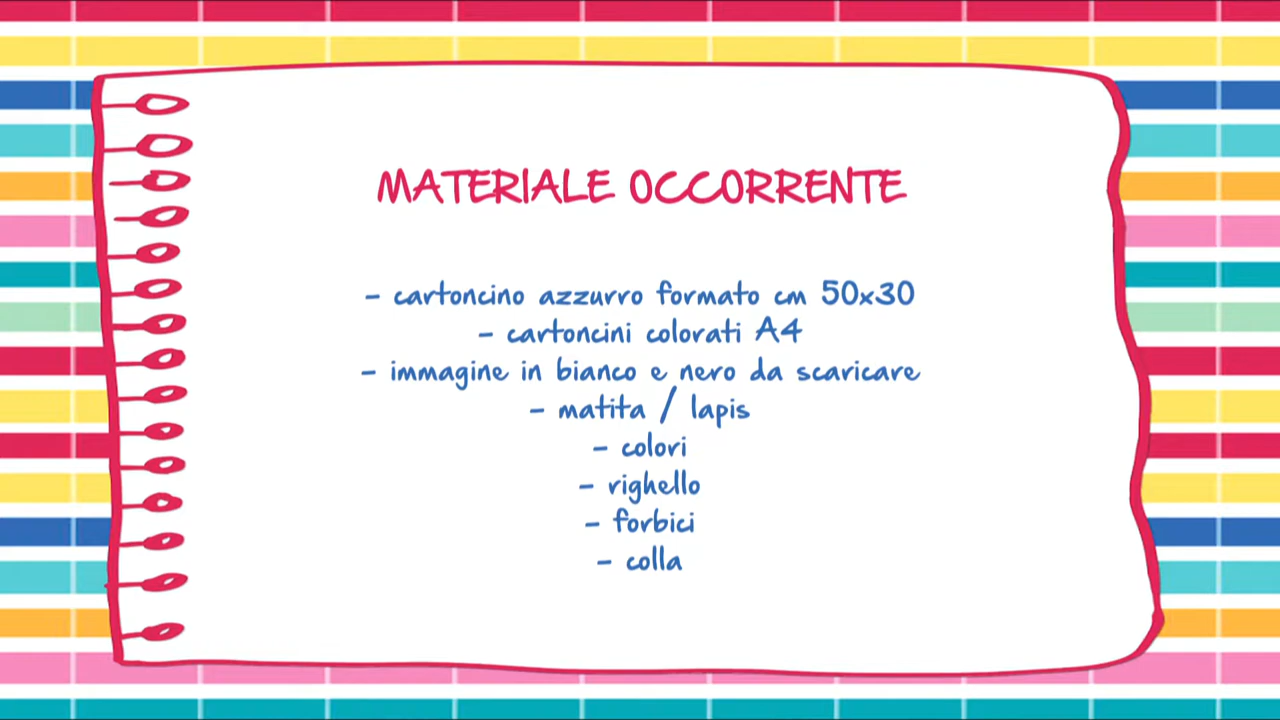 MATERIALE OCCORRENTE
- cartoncino azzurro formato cm 50x30
- cartoncini colorati A4
- immagine in bianco e nero da scaricare
- matita / lapis
- colori
- righello
- forbici
- colla